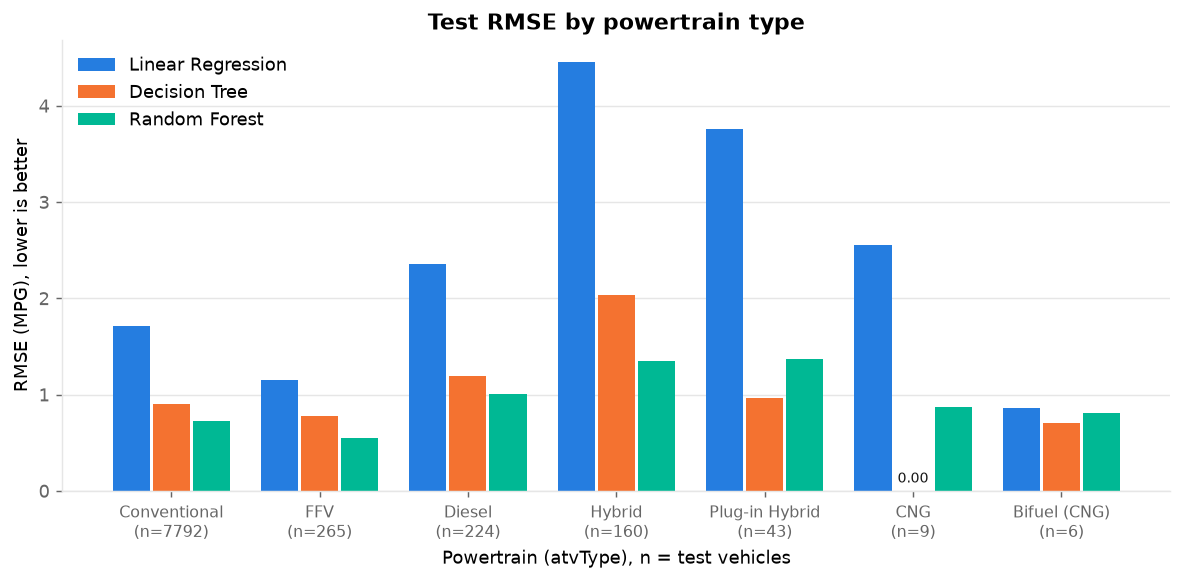 Test RMSE by powertrain type
Linear Regression
Decision Tree
Random Forest
RMSE (MPG), lower is better
4
3
2
1
0
0.00
Conventional
(n=7792)
FFV
(n=265)
Diesel
(n=224)
Hybrid
(n=160)
Plug-in Hybrid
(n=43)
CNG
(n=9)
Bifuel (CNG)
(n=6)
Powertrain (atvType), n = test vehicles